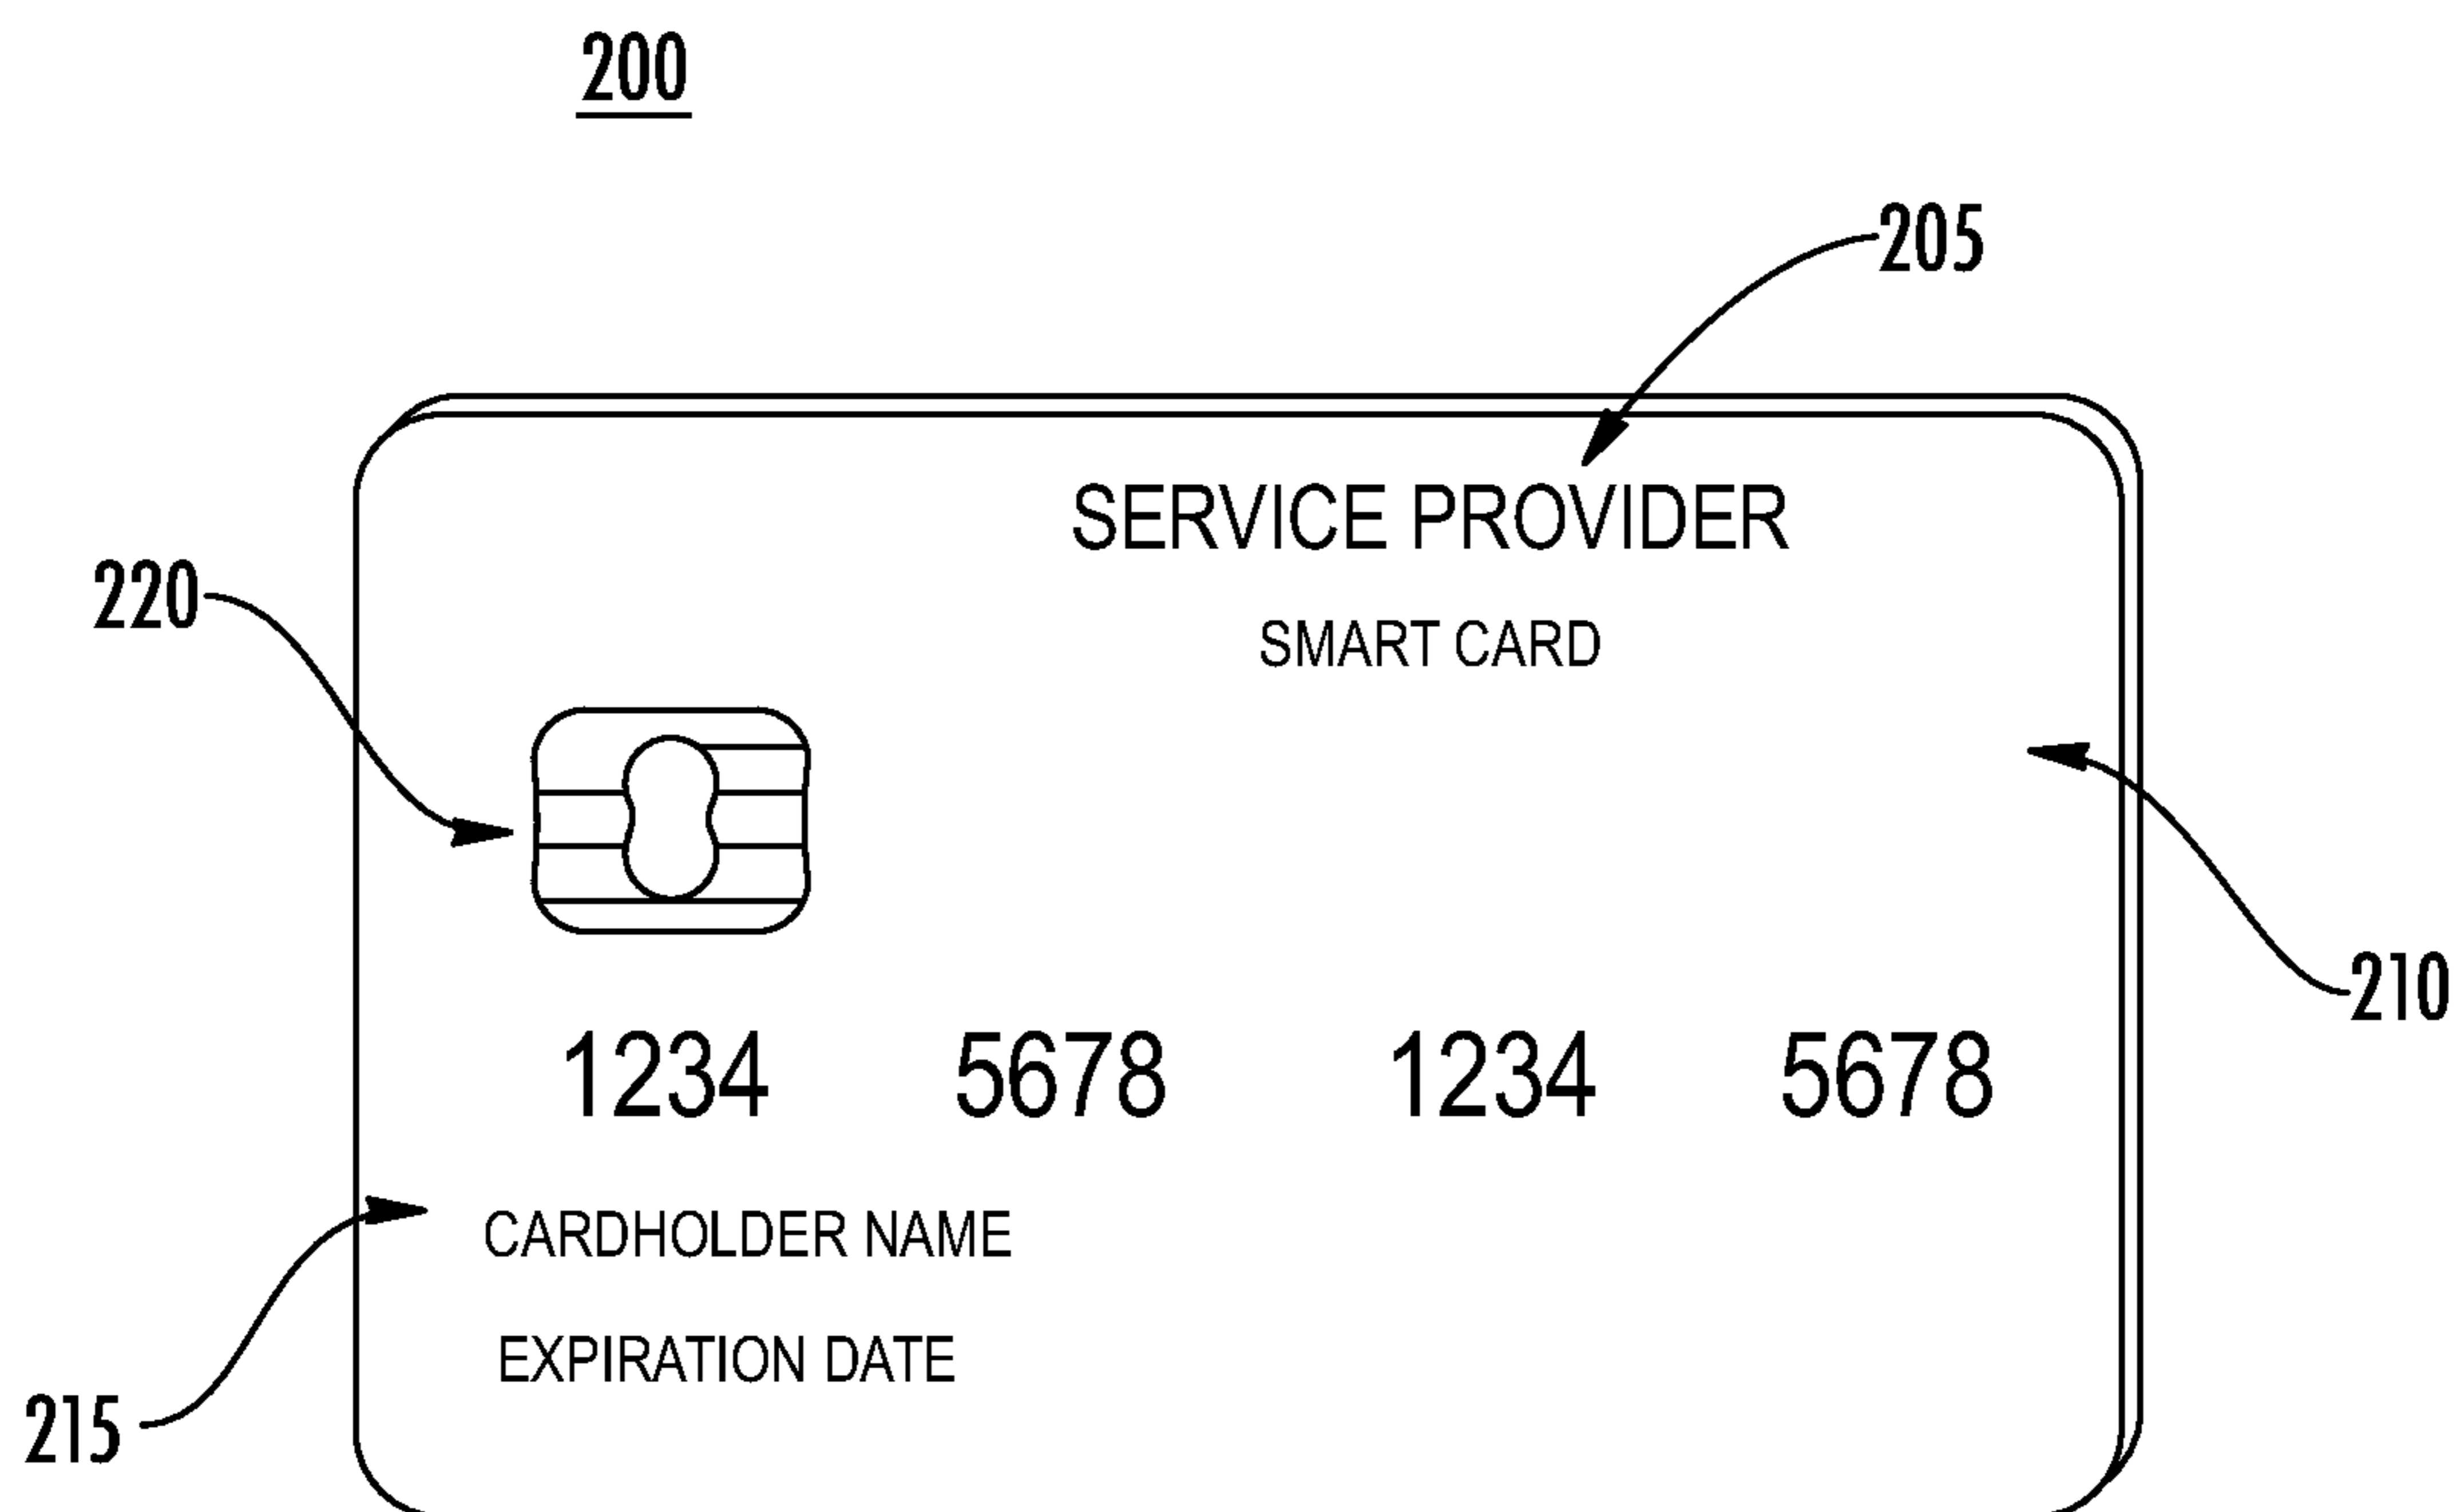 200
205
SERVICE PROVIDER
220
SMART CARD
210
1234 5678 1234 5678
CARDHOLDER NAME
EXPIRATION DATE
215